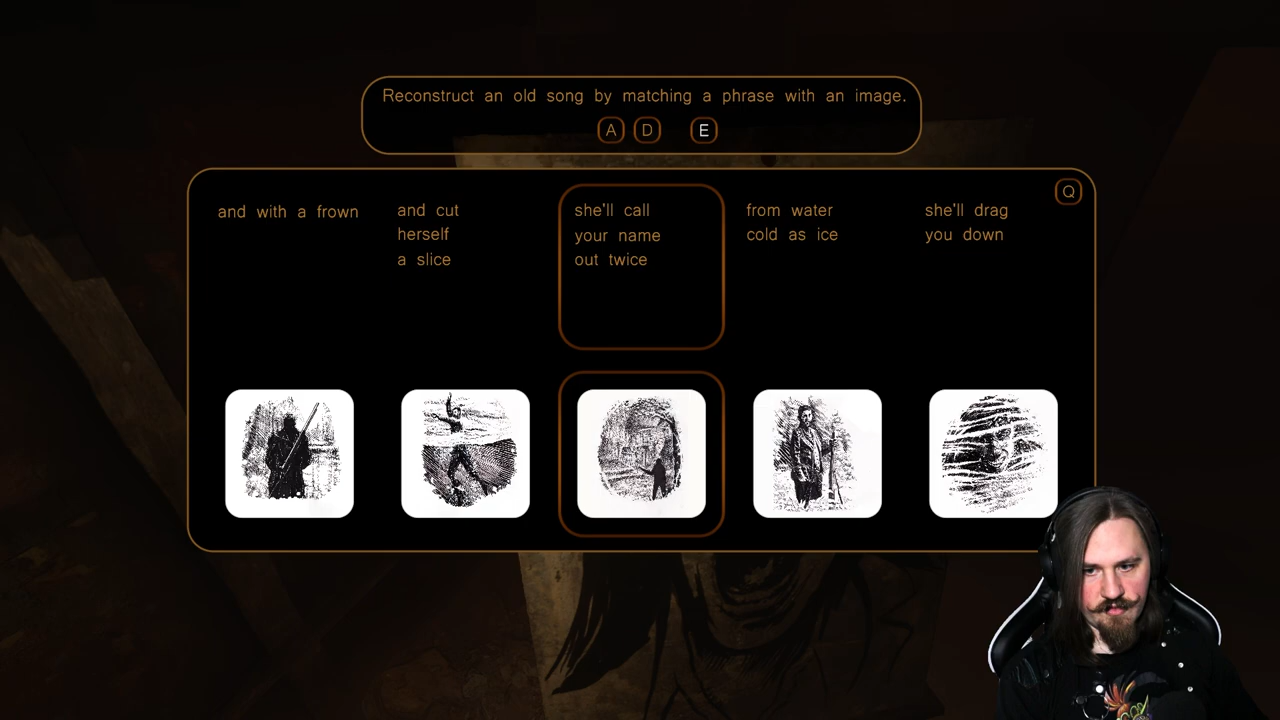 Reconstruct an old song by matching a phrase with an image.
A D E
Q
and with a frown
and cut
herself
a slice
she'll call
your name
out twice
from water
cold as ice
she'll drag
you down